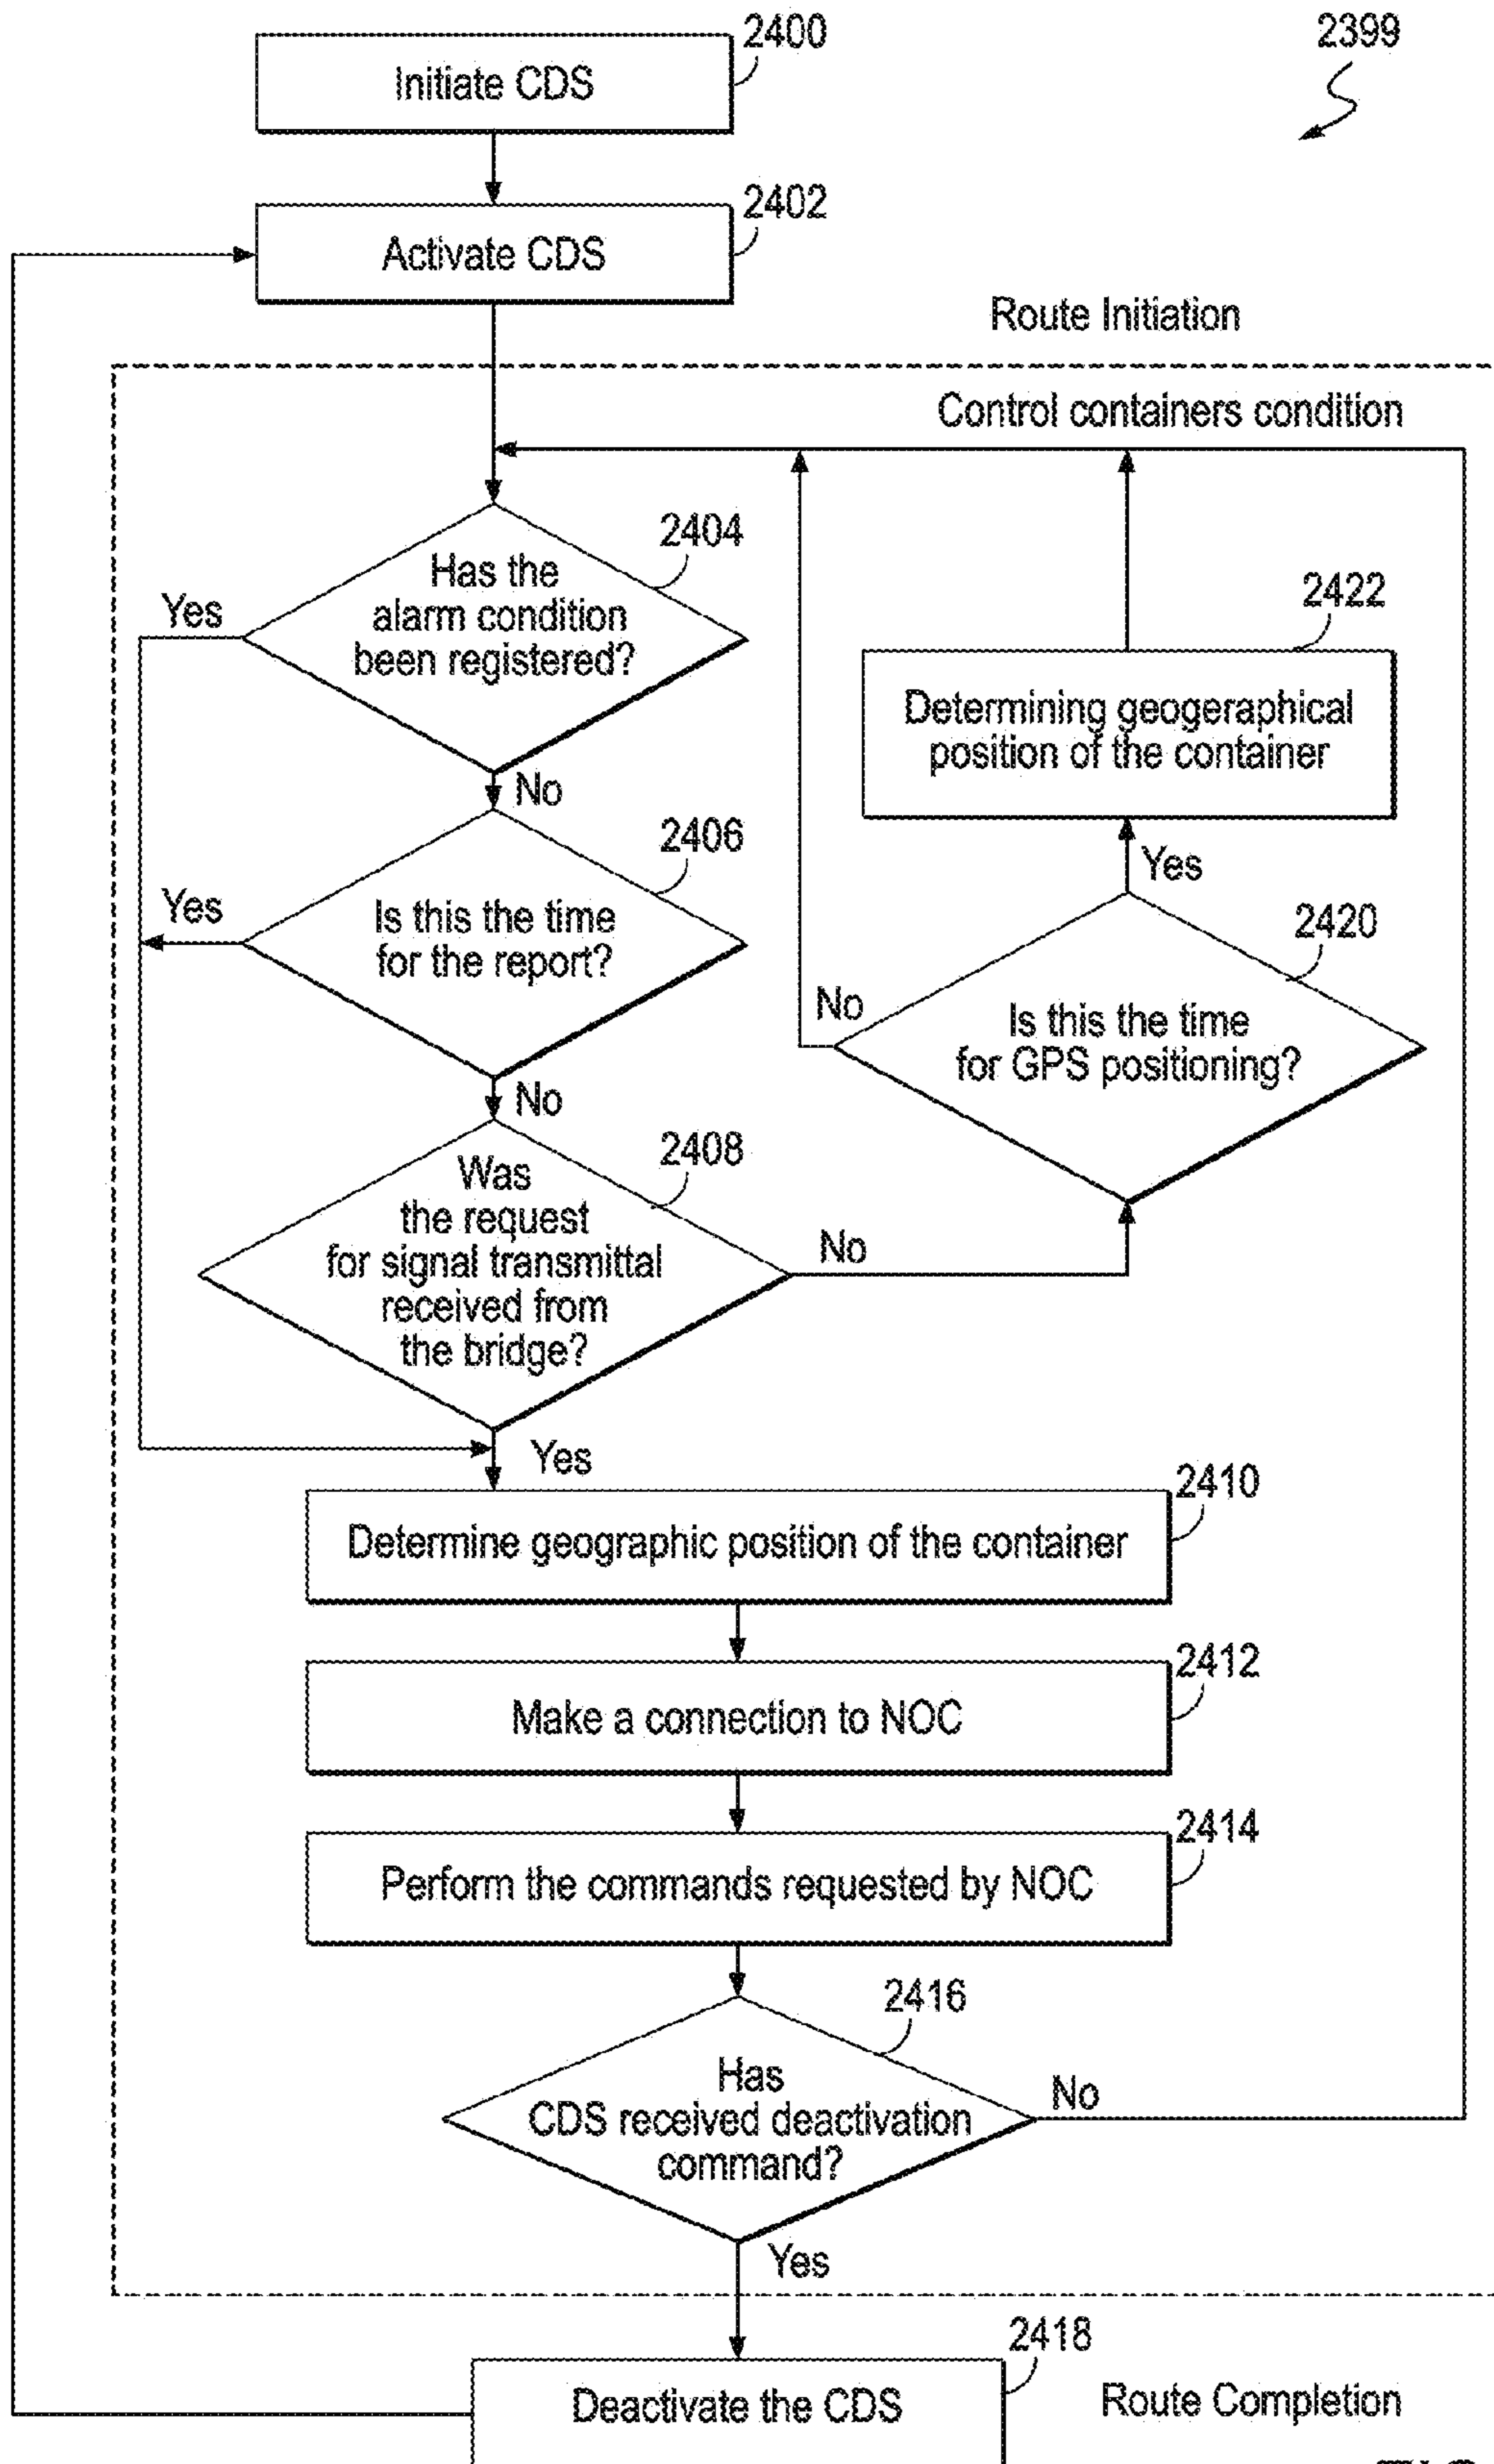 2400
2399
Initiate CDS
2402
Activate CDS
Route Initiation
Control containers condition
2404
Has the
alarm condition
been registered?
Yes
No
2422
Determining geogeraphical
position of the container
2406
Is this the time
for the report?
Yes
No
Yes
2420
Is this the time
for GPS positioning?
No
2408
Was
the request
for signal transmittal
received from
the bridge?
No
Yes
2410
Determine geographic position of the container
2412
Make a connection to NOC
2414
Perform the commands requested by NOC
2416
Has
CDS received deactivation
command?
No
Yes
2418
Deactivate the CDS
Route Completion